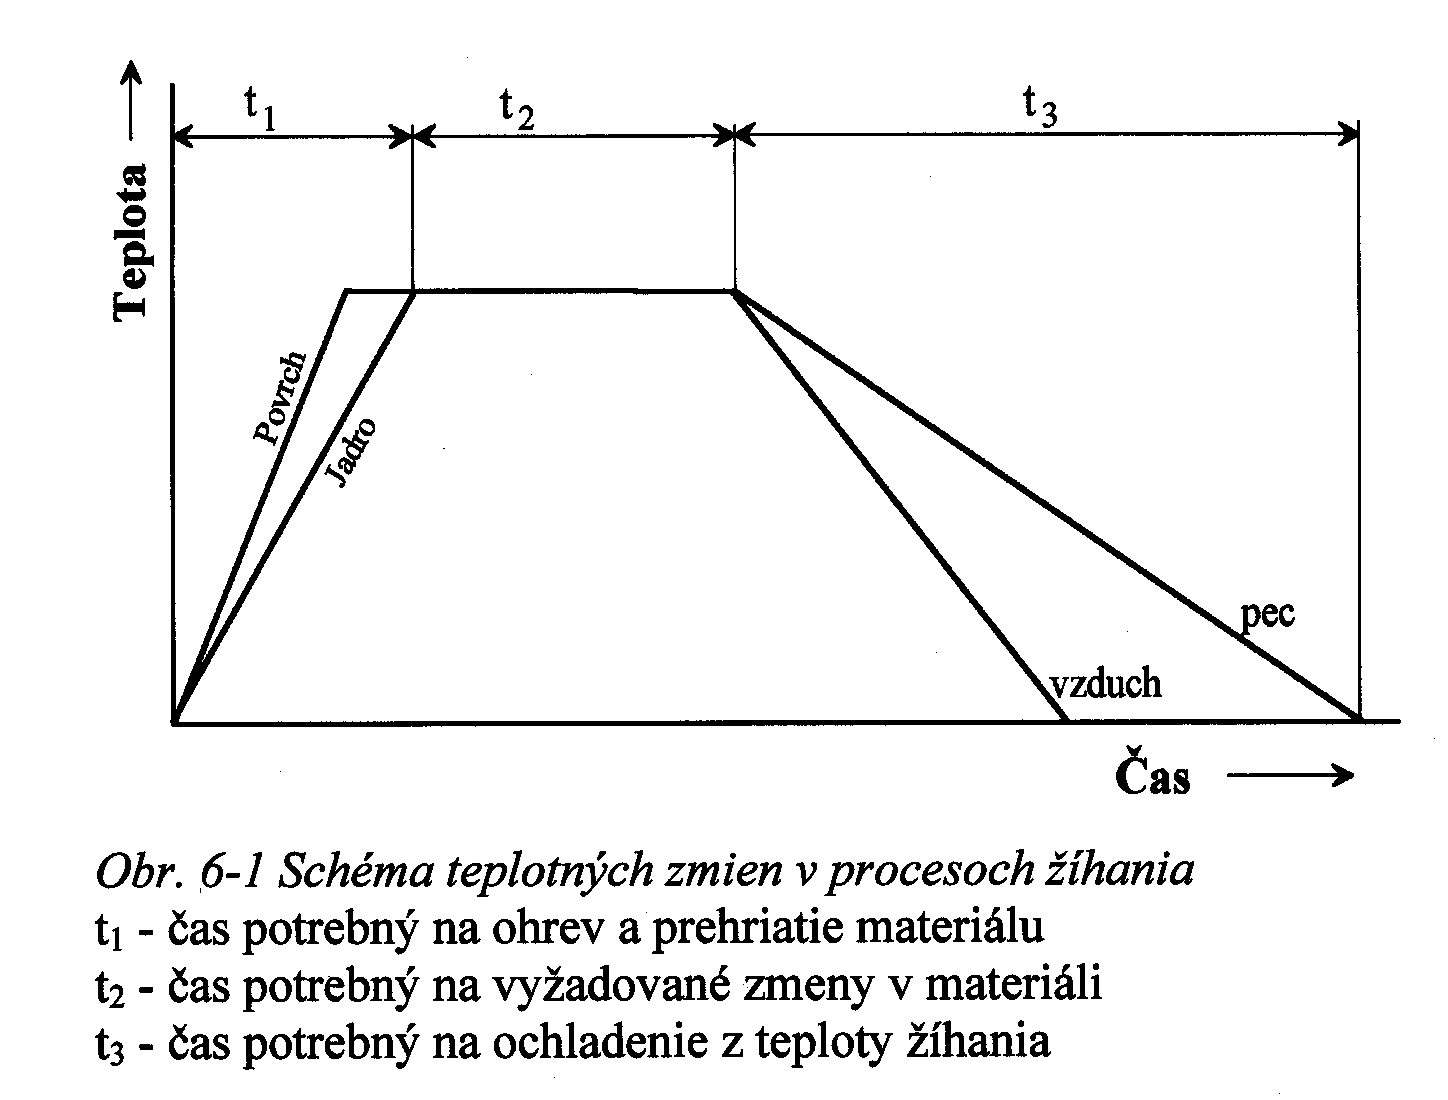 t1
t2
t3
Teplota
Povrch
Jadro
pec
vzduch
Čas
Obr. 6-1 Schéma teplotných zmien v procesoch žíhania
t1 - čas potrebný na ohrev a prehriatie materiálu
t2 - čas potrebný na vyžadované zmeny v materiáli
t3 - čas potrebný na ochladenie z teploty žíhania